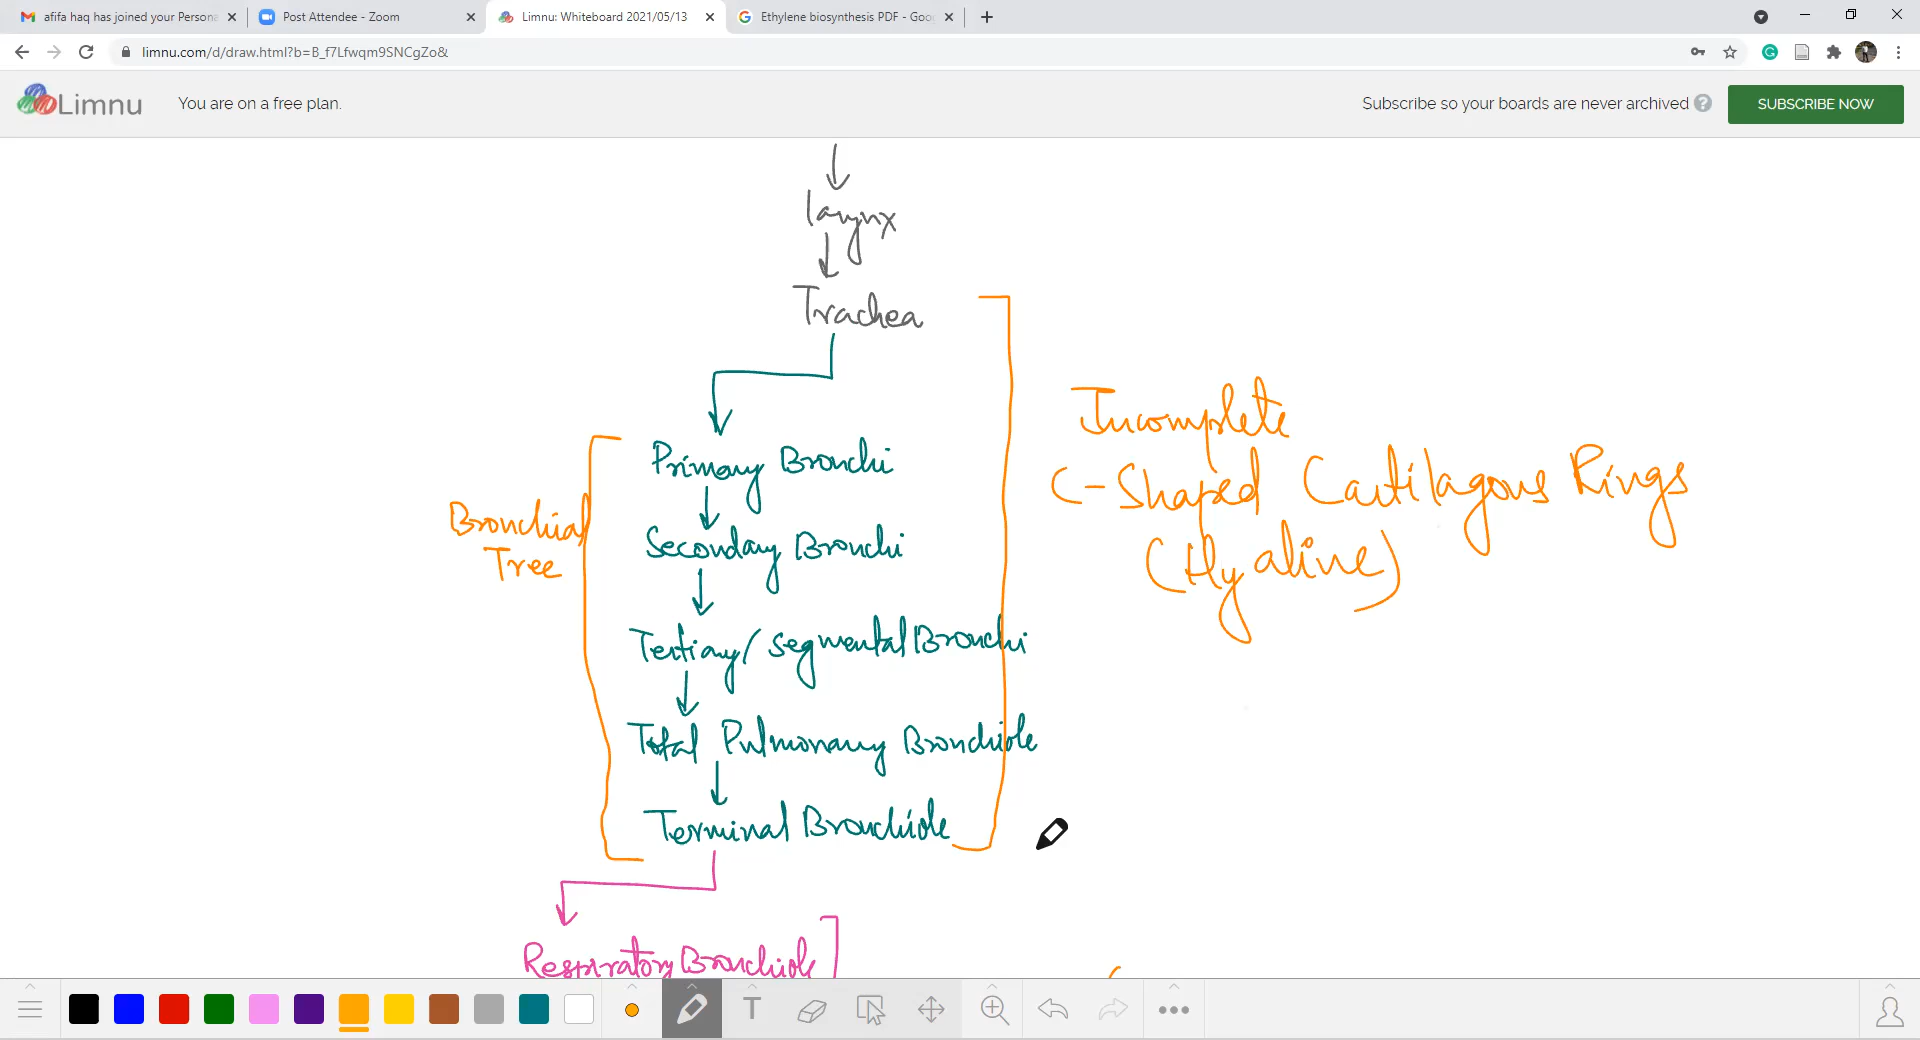 afifa haq has joined your Persona
Post Attendee - Zoom
Limnu: Whiteboard 2021/05/13
Ethylene biosynthesis PDF - Goo
limnu.com/d/draw.html?b=B_f7Lfwqm9SNCgZo&
Limnu
You are on a free plan.
Subscribe so your boards are never archived ?
SUBSCRIBE NOW
larynx
Trachea
Primary Bronchi
Secondary Bronchi
Tertiary/Segmental Bronchi
Total Pulmonary Bronchiole
Terminal Bronchiole
Respiratory Bronchiole
Bronchial
Tree
Incomplete
C-Shaped Cartilagous Rings
(Hyaline)
T